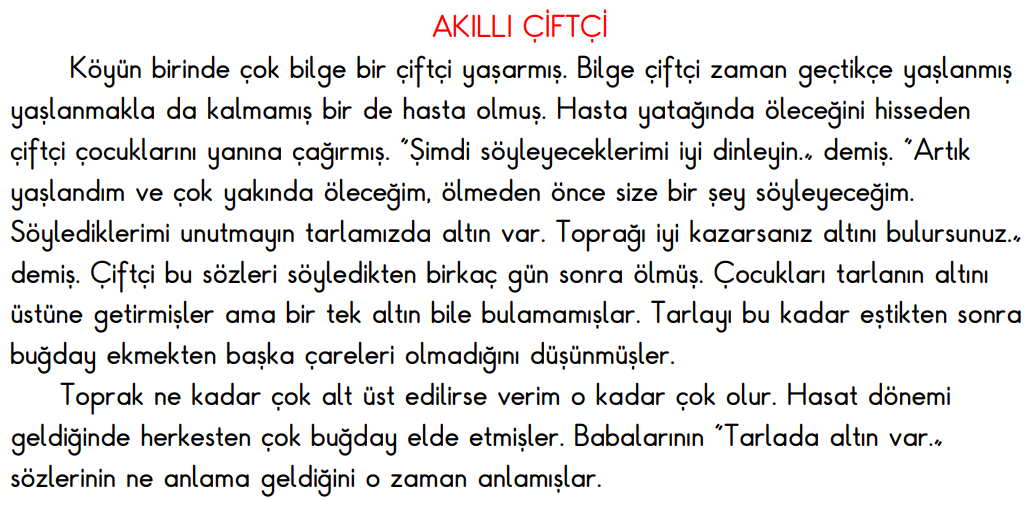 AKILLI ÇİFTÇİ
Köyün birinde çok bilge bir çiftçi yaşarmış. Bilge çiftçi zaman geçtikçe yaşlanmış
yaşlanmakla da kalmamış bir de hasta olmuş. Hasta yatağında öleceğini hisseden
çiftçi çocuklarını yanına çağırmış. "Şimdi söyleyeceklerimi iyi dinleyin.„ demiş. "Artık
yaşlandım ve çok yakında öleceğim, ölmeden önce size bir şey söyleyeceğim.
Söylediklerimi unutmayın tarlamızda altın var. Toprağı iyi kazarsanız altını bulursunuz.„
demiş. Çiftçi bu sözleri söyledikten birkaç gün sonra ölmüş. Çocukları tarlanın altını
üstüne getirmişler ama bir tek altın bile bulamamışlar. Tarlayı bu kadar eştikten sonra
buğday ekmekten başka çareleri olmadığını düşünmüşler.
Toprak ne kadar çok alt üst edilirse verim o kadar çok olur. Hasat dönemi
geldiğinde herkesten çok buğday elde etmişler. Babalarının "Tarlada altın var.„
sözlerinin ne anlama geldiğini o zaman anlamışlar.